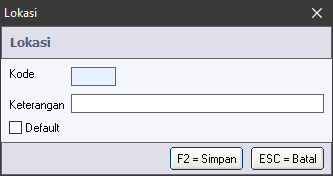 Lokasi
Lokasi
Kode
Keterangan
Default
F2 = Simpan ESC = Batal